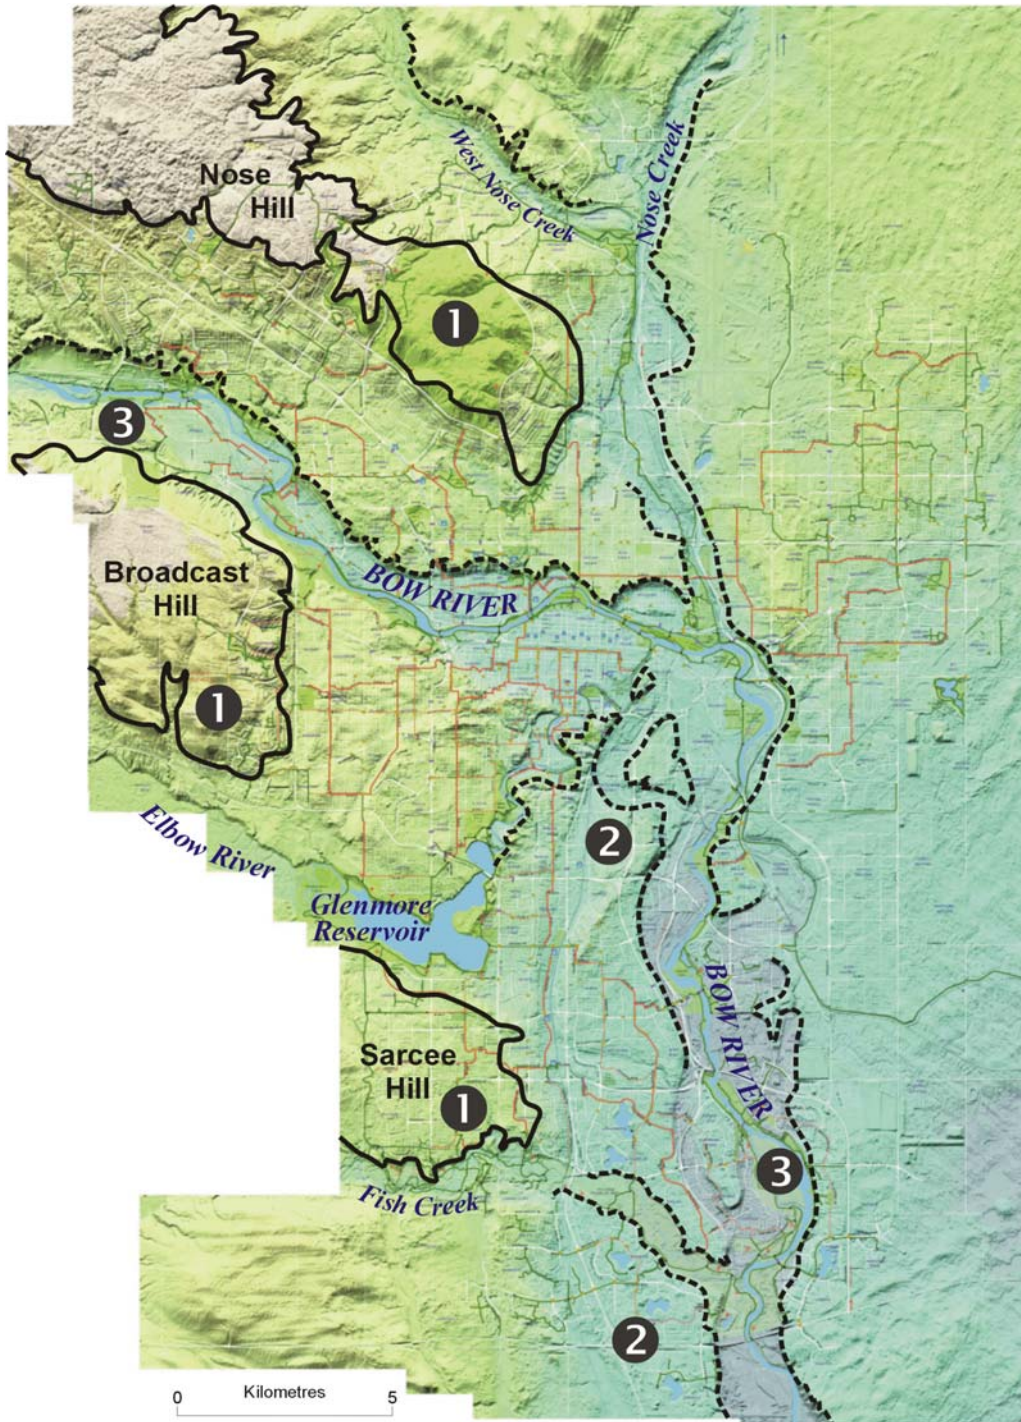 Nose
Hill
West Nose Creek
Nose Creek
1
3
Broadcast
Hill
BOW RIVER
1
2
Elbow River
Glenmore
Reservoir
BOW RIVER
Sarcee
Hill
1
3
Fish Creek
2
0 Kilometres 5